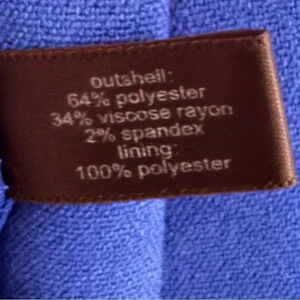 outshell:
64% polyester
34% viscose rayon
2% spandex
lining:
100% polyester